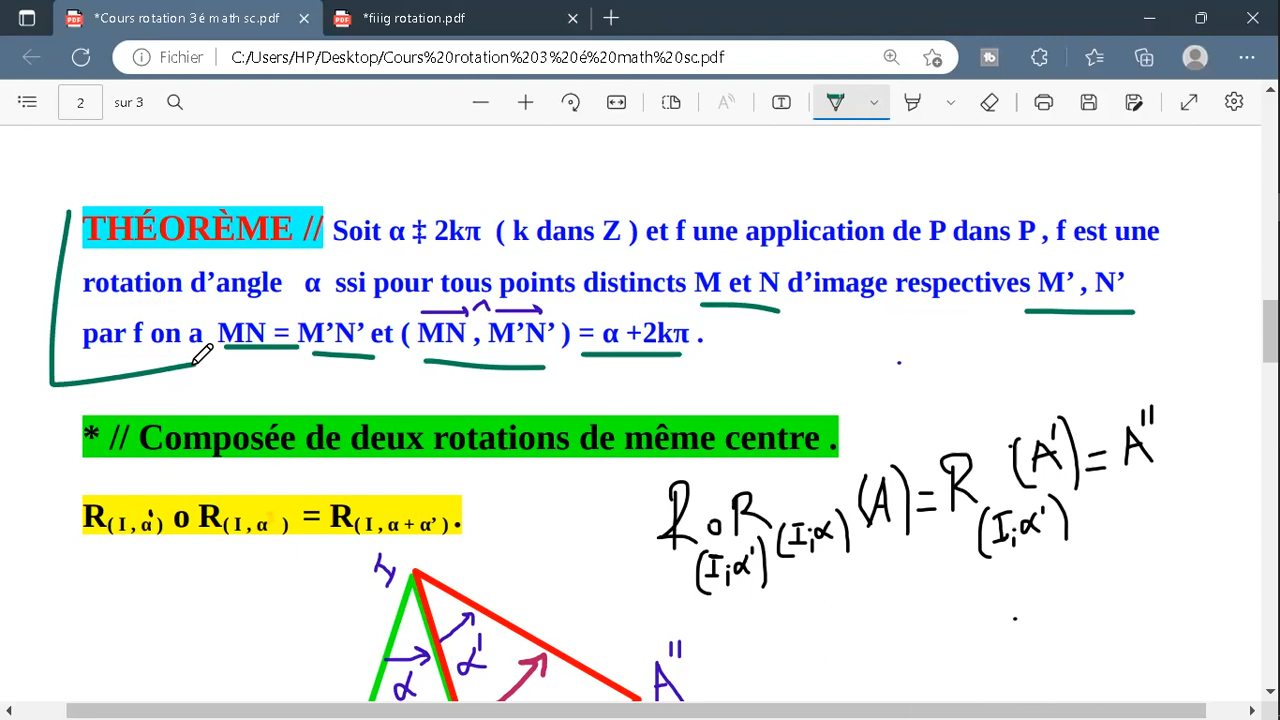 *Cours rotation 3é math sc.pdf
*fiiig rotation.pdf
Fichier C:/Users/HP/Desktop/Cours%20rotation%203%20é%20math%20sc.pdf
2 sur 3
THÉORÈME // Soit α ‡ 2kπ ( k dans Z ) et f une application de P dans P , f est une
rotation d’angle α ssi pour tous points distincts M et N d’image respectives M’ , N’
par f on a MN = M’N’ et ( MN , M’N’ ) = α +2kπ .
* // Composée de deux rotations de même centre .
R( I , α') o R( I , α ) = R( I , α + α’ ) .
R(I,α') o R(I,α) (A) = R(I,α') (A') = A"
I
α
α'
A"